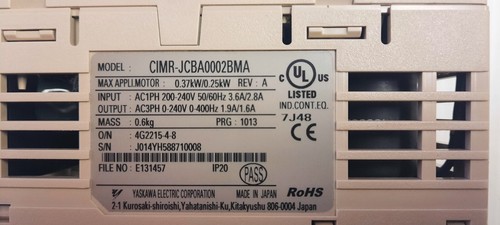 MODEL : CIMR-JCBA0002BMA
MAX APPLI.MOTOR : 0.37kW/0.25kW REV : A
INPUT : AC1PH 200-240V 50/60Hz 3.6A/2.8A
OUTPUT : AC3PH 0-240V 0-400Hz 1.9A/1.6A
MASS : 0.6kg PRG : 1013
O/N : 4G2215-4-8
S/N : J014YH588710008
FILE NO : E131457 IP20
YASKAWA ELECTRIC CORPORATION MADE IN JAPAN
2-1 Kurosaki-shiroishi,Yahatanishi-Ku,Kitakyushu 806-0004 Japan
PASS
C UL US
LISTED
IND.CONT.EQ.
7J48
CE
RoHS